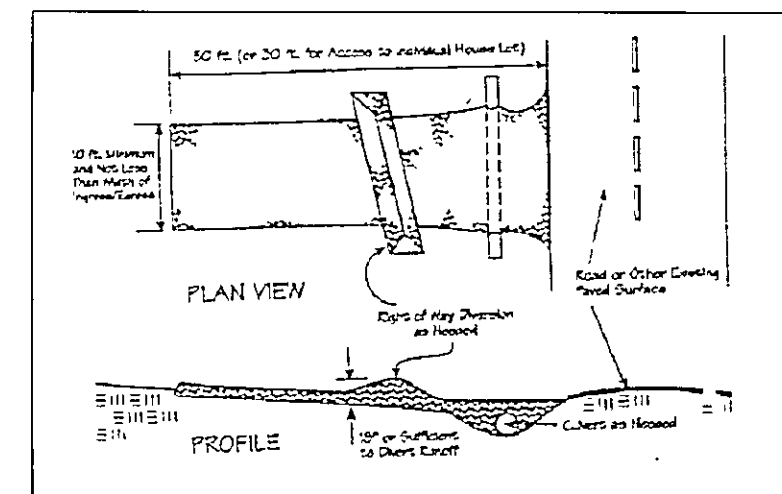 50 ft. (or 30 ft. for Access to Individual House Lot)
10 ft. Minimum
and Not Less
Than Width of
Ingress/Egress
PLAN VIEW
Right of Way Diversion
as Needed
Road or Other Existing
Paved Surface
18" or Sufficient
to Divert Runoff
Culvert as Needed
PROFILE